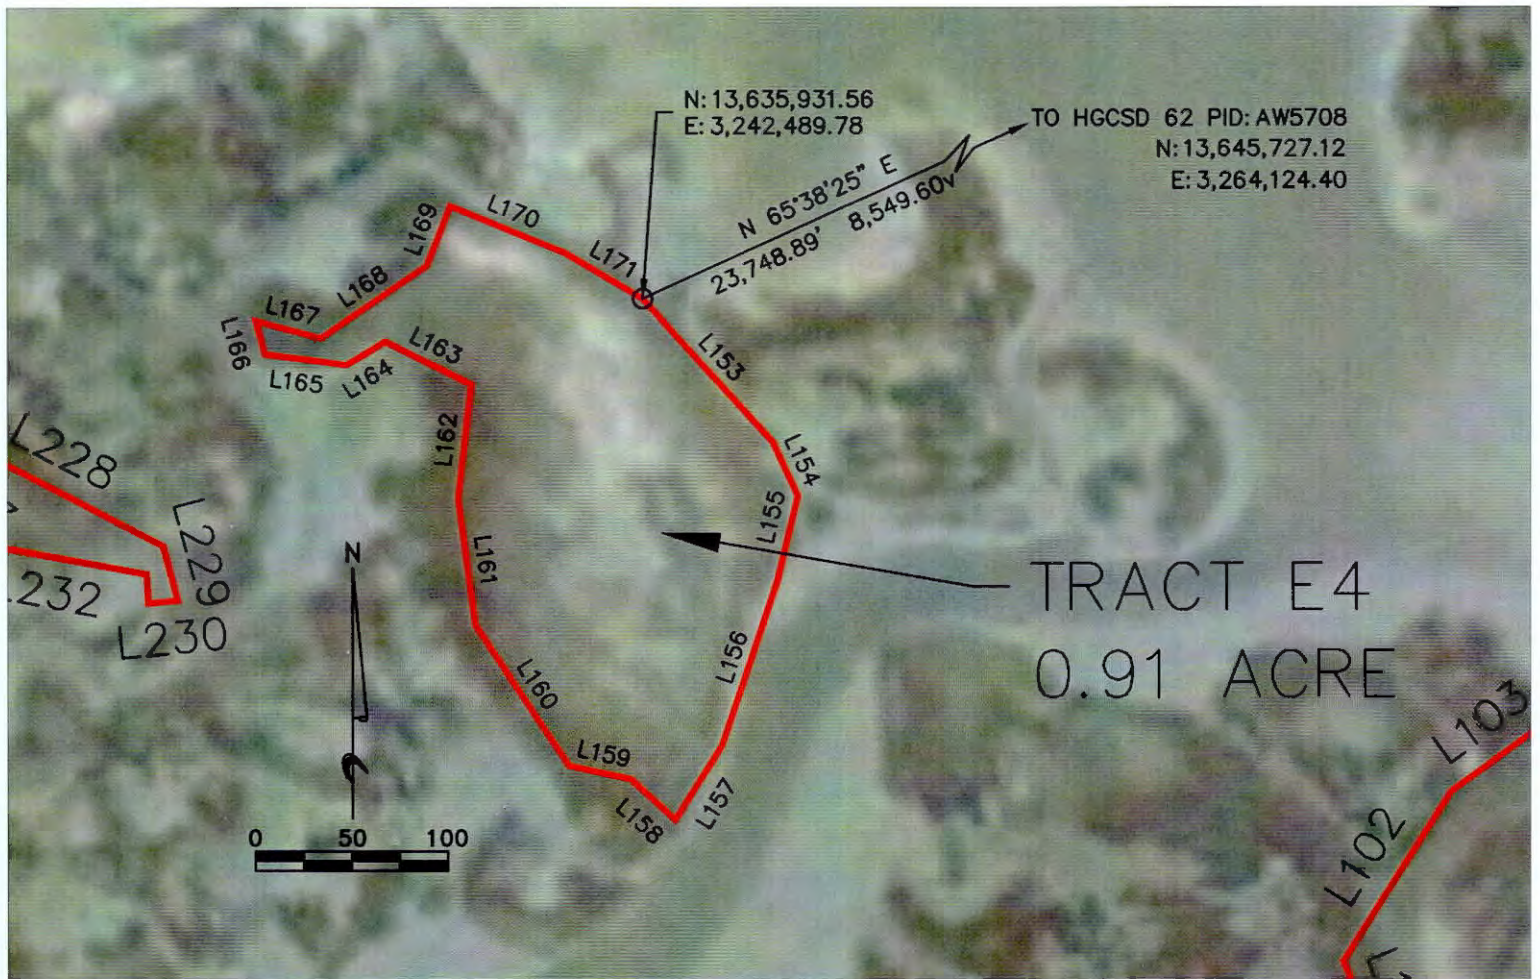 N: 13,635,931.56
E: 3,242,489.78
TO HGCSD 62 PID: AW5708
N: 13,645,727.12
E: 3,264,124.40
N 65°38'25" E
23,748.89' 8,549.60v
L169
L170
L171
L168
L167
L166
L165
L164
L163
L153
L162
L154
L155
L228
L229
L161
L232
L230
N
TRACT E4
0.91 ACRE
L156
L160
L159
L157
L158
L103
L102
0 50 100